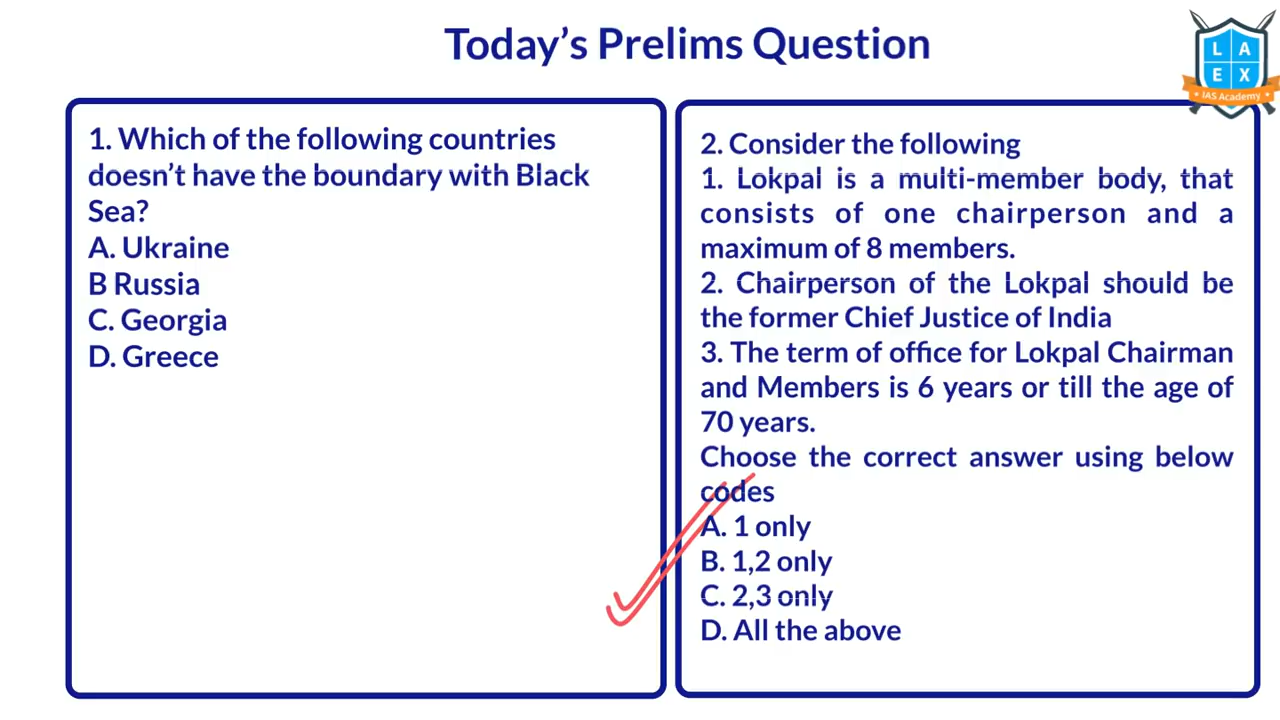 Today's Prelims Question
L A
E X
• IAS Academy •
1. Which of the following countries
doesn't have the boundary with Black
Sea?
A. Ukraine
B Russia
C. Georgia
D. Greece
2. Consider the following
1. Lokpal is a multi-member body, that
consists of one chairperson and a
maximum of 8 members.
2. Chairperson of the Lokpal should be
the former Chief Justice of India
3. The term of office for Lokpal Chairman
and Members is 6 years or till the age of
70 years.
Choose the correct answer using below
codes
A. 1 only
B. 1,2 only
C. 2,3 only
D. All the above